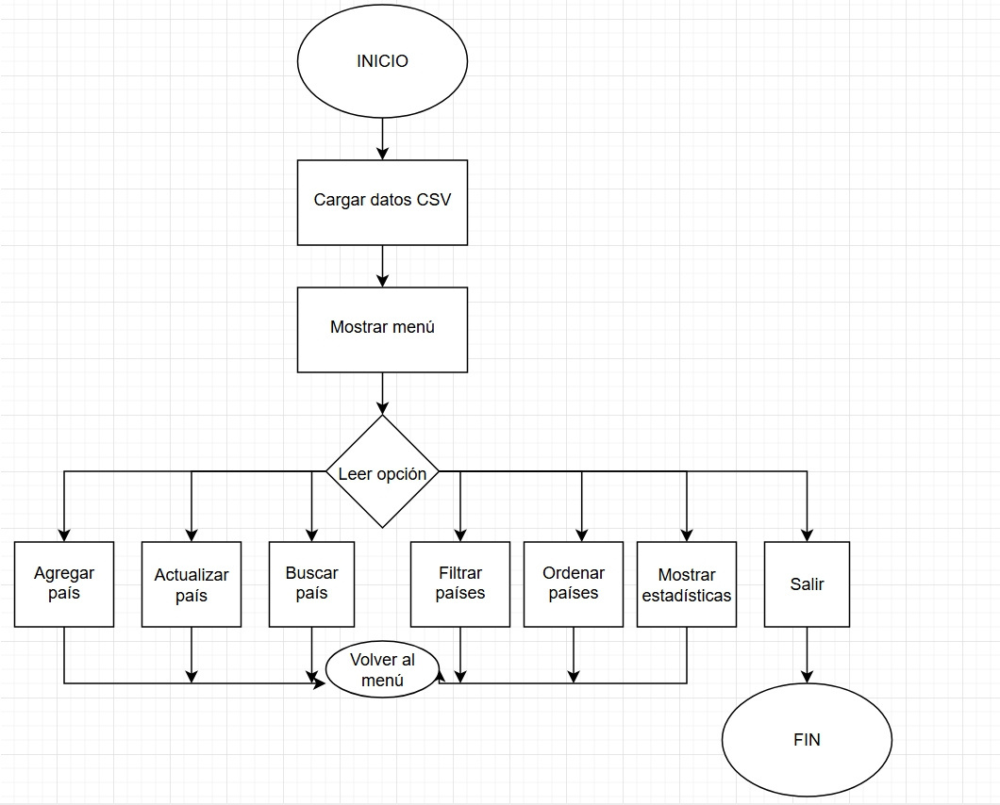 INICIO
Cargar datos CSV
Mostrar menú
Leer opción
Agregar
país
Actualizar
país
Buscar
país
Filtrar
países
Ordenar
países
Mostrar
estadísticas
Salir
Volver al
menú
FIN